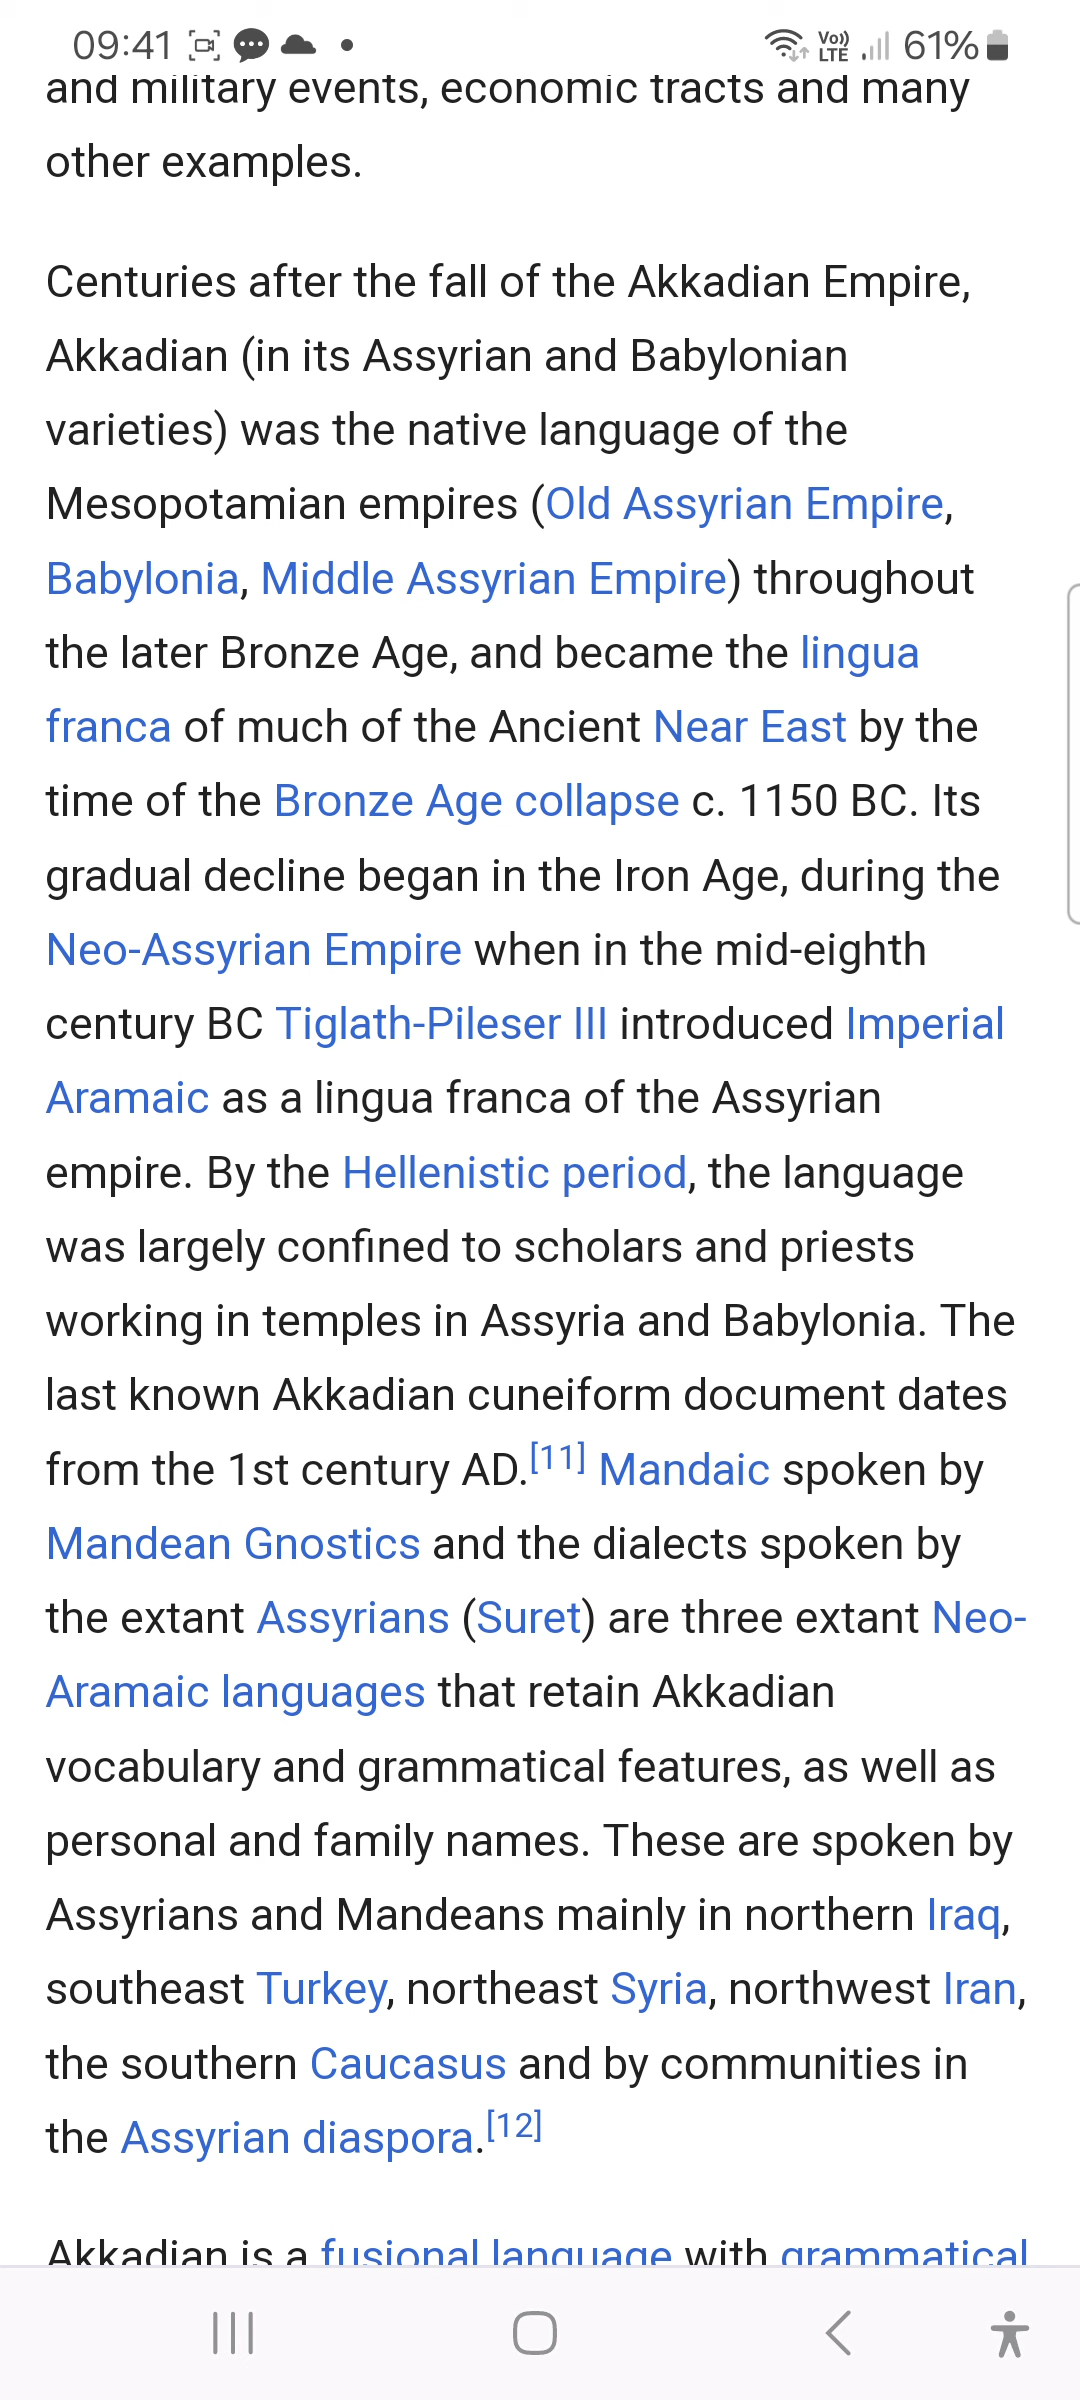 09:41
Vo)) LTE
61%
and military events, economic tracts and many
other examples.
Centuries after the fall of the Akkadian Empire,
Akkadian (in its Assyrian and Babylonian
varieties) was the native language of the
Mesopotamian empires (Old Assyrian Empire,
Babylonia, Middle Assyrian Empire) throughout
the later Bronze Age, and became the lingua
franca of much of the Ancient Near East by the
time of the Bronze Age collapse c. 1150 BC. Its
gradual decline began in the Iron Age, during the
Neo-Assyrian Empire when in the mid-eighth
century BC Tiglath-Pileser III introduced Imperial
Aramaic as a lingua franca of the Assyrian
empire. By the Hellenistic period, the language
was largely confined to scholars and priests
working in temples in Assyria and Babylonia. The
last known Akkadian cuneiform document dates
from the 1st century AD.[11] Mandaic spoken by
Mandean Gnostics and the dialects spoken by
the extant Assyrians (Suret) are three extant Neo-
Aramaic languages that retain Akkadian
vocabulary and grammatical features, as well as
personal and family names. These are spoken by
Assyrians and Mandeans mainly in northern Iraq,
southeast Turkey, northeast Syria, northwest Iran,
the southern Caucasus and by communities in
the Assyrian diaspora.[12]
Akkadian is a fusional language with grammatical